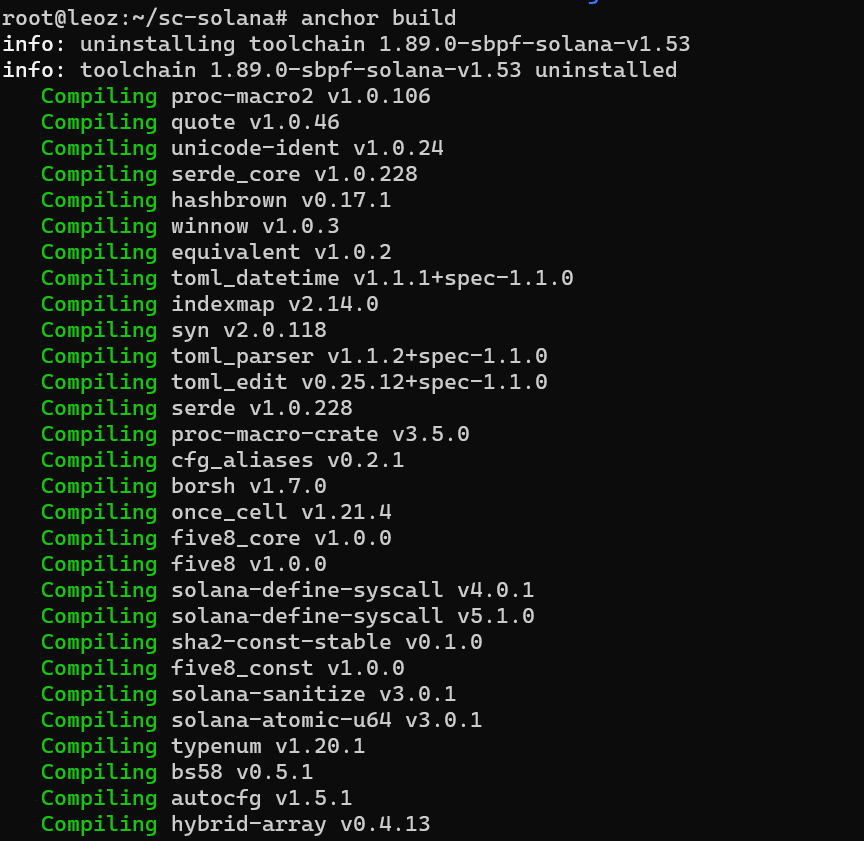 root@leoz:~/sc-solana# anchor build
info: uninstalling toolchain 1.89.0-sbpf-solana-v1.53
info: toolchain 1.89.0-sbpf-solana-v1.53 uninstalled
Compiling proc-macro2 v1.0.106
Compiling quote v1.0.46
Compiling unicode-ident v1.0.24
Compiling serde_core v1.0.228
Compiling hashbrown v0.17.1
Compiling winnow v1.0.3
Compiling equivalent v1.0.2
Compiling toml_datetime v1.1.1+spec-1.1.0
Compiling indexmap v2.14.0
Compiling syn v2.0.118
Compiling toml_parser v1.1.2+spec-1.1.0
Compiling toml_edit v0.25.12+spec-1.1.0
Compiling serde v1.0.228
Compiling proc-macro-crate v3.5.0
Compiling cfg_aliases v0.2.1
Compiling borsh v1.7.0
Compiling once_cell v1.21.4
Compiling five8_core v1.0.0
Compiling five8 v1.0.0
Compiling solana-define-syscall v4.0.1
Compiling solana-define-syscall v5.1.0
Compiling sha2-const-stable v0.1.0
Compiling five8_const v1.0.0
Compiling solana-sanitize v3.0.1
Compiling solana-atomic-u64 v3.0.1
Compiling typenum v1.20.1
Compiling bs58 v0.5.1
Compiling autocfg v1.5.1
Compiling hybrid-array v0.4.13